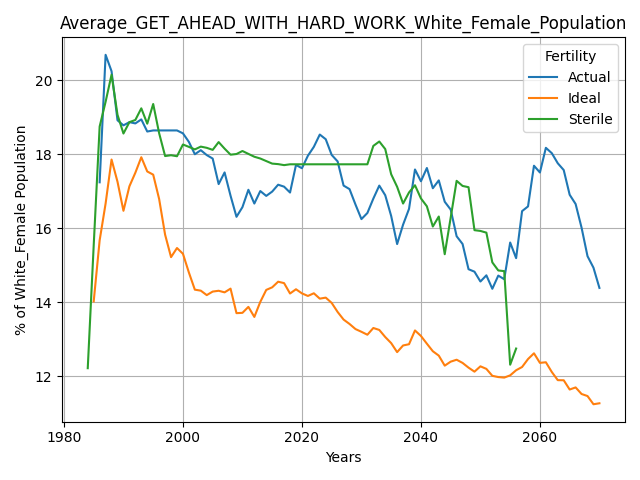 Average_GET_AHEAD_WITH_HARD_WORK_White_Female_Population
Fertility
Actual
Ideal
Sterile
% of White_Female Population
20
18
16
14
12
1980
2000
2020
2040
2060
Years